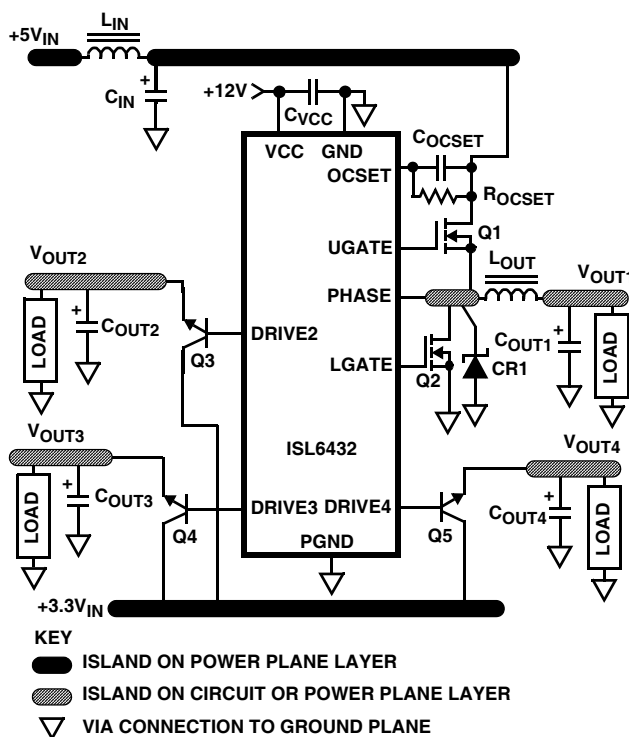 +5VIN
LIN
CIN
+
+12V
CVCC
VCC GND
OCSET
COCSET
ROCSET
UGATE
Q1
PHASE
LOUT
VOUT1
LGATE
Q2
CR1
COUT1
+
LOAD
VOUT2
LOAD
+
COUT2
Q3
DRIVE2
ISL6432
VOUT3
LOAD
+
COUT3
Q4
DRIVE3 DRIVE4
Q5
VOUT4
COUT4
+
LOAD
PGND
+3.3VIN
KEY
ISLAND ON POWER PLANE LAYER
ISLAND ON CIRCUIT OR POWER PLANE LAYER
VIA CONNECTION TO GROUND PLANE